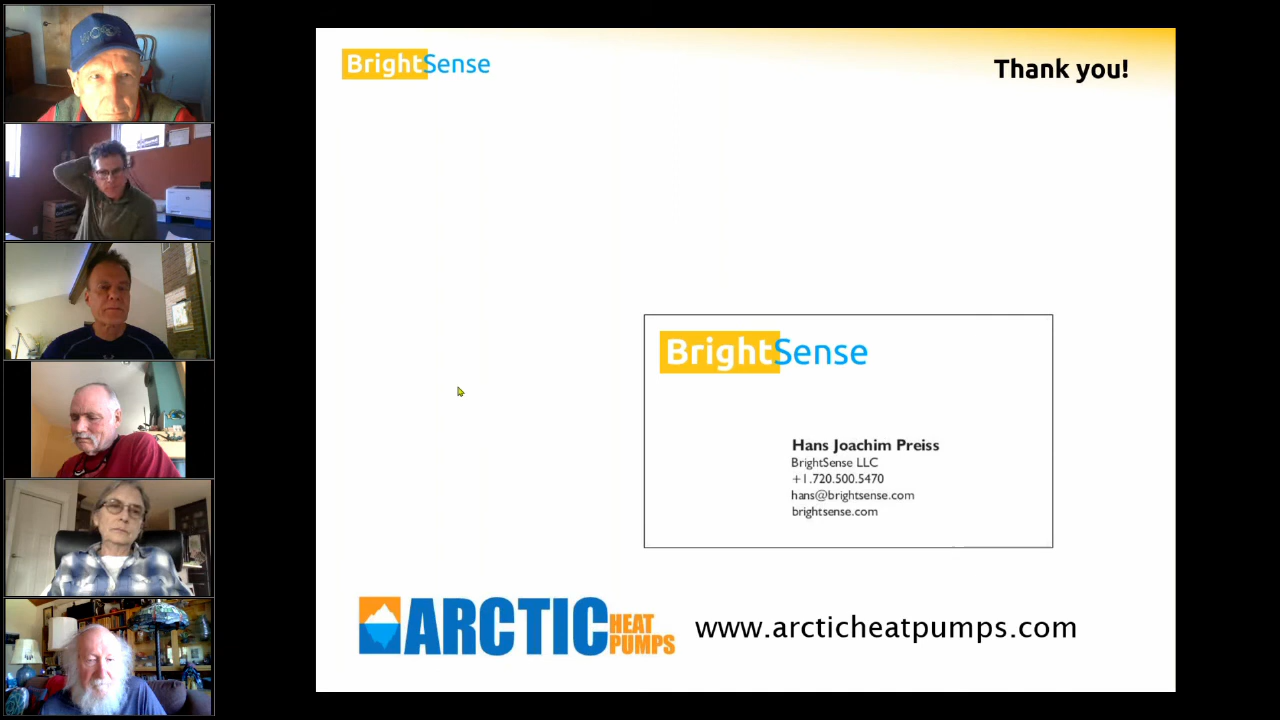 BrightSense
Thank you!
BrightSense
Hans Joachim Preiss
BrightSense LLC
+1.720.500.5470
hans@brightsense.com
brightsense.com
ARCTIC HEAT PUMPS
www.arcticheatpumps.com